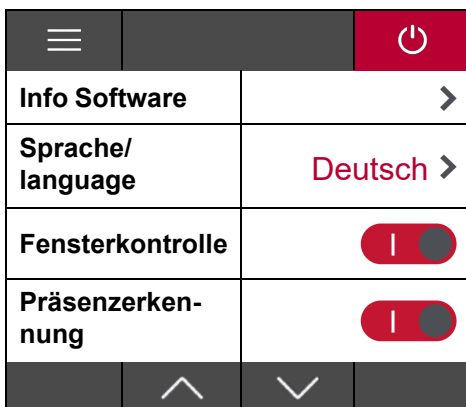 Info Software
Sprache/
language
Deutsch
Fensterkontrolle
Präsenzerken-
nung